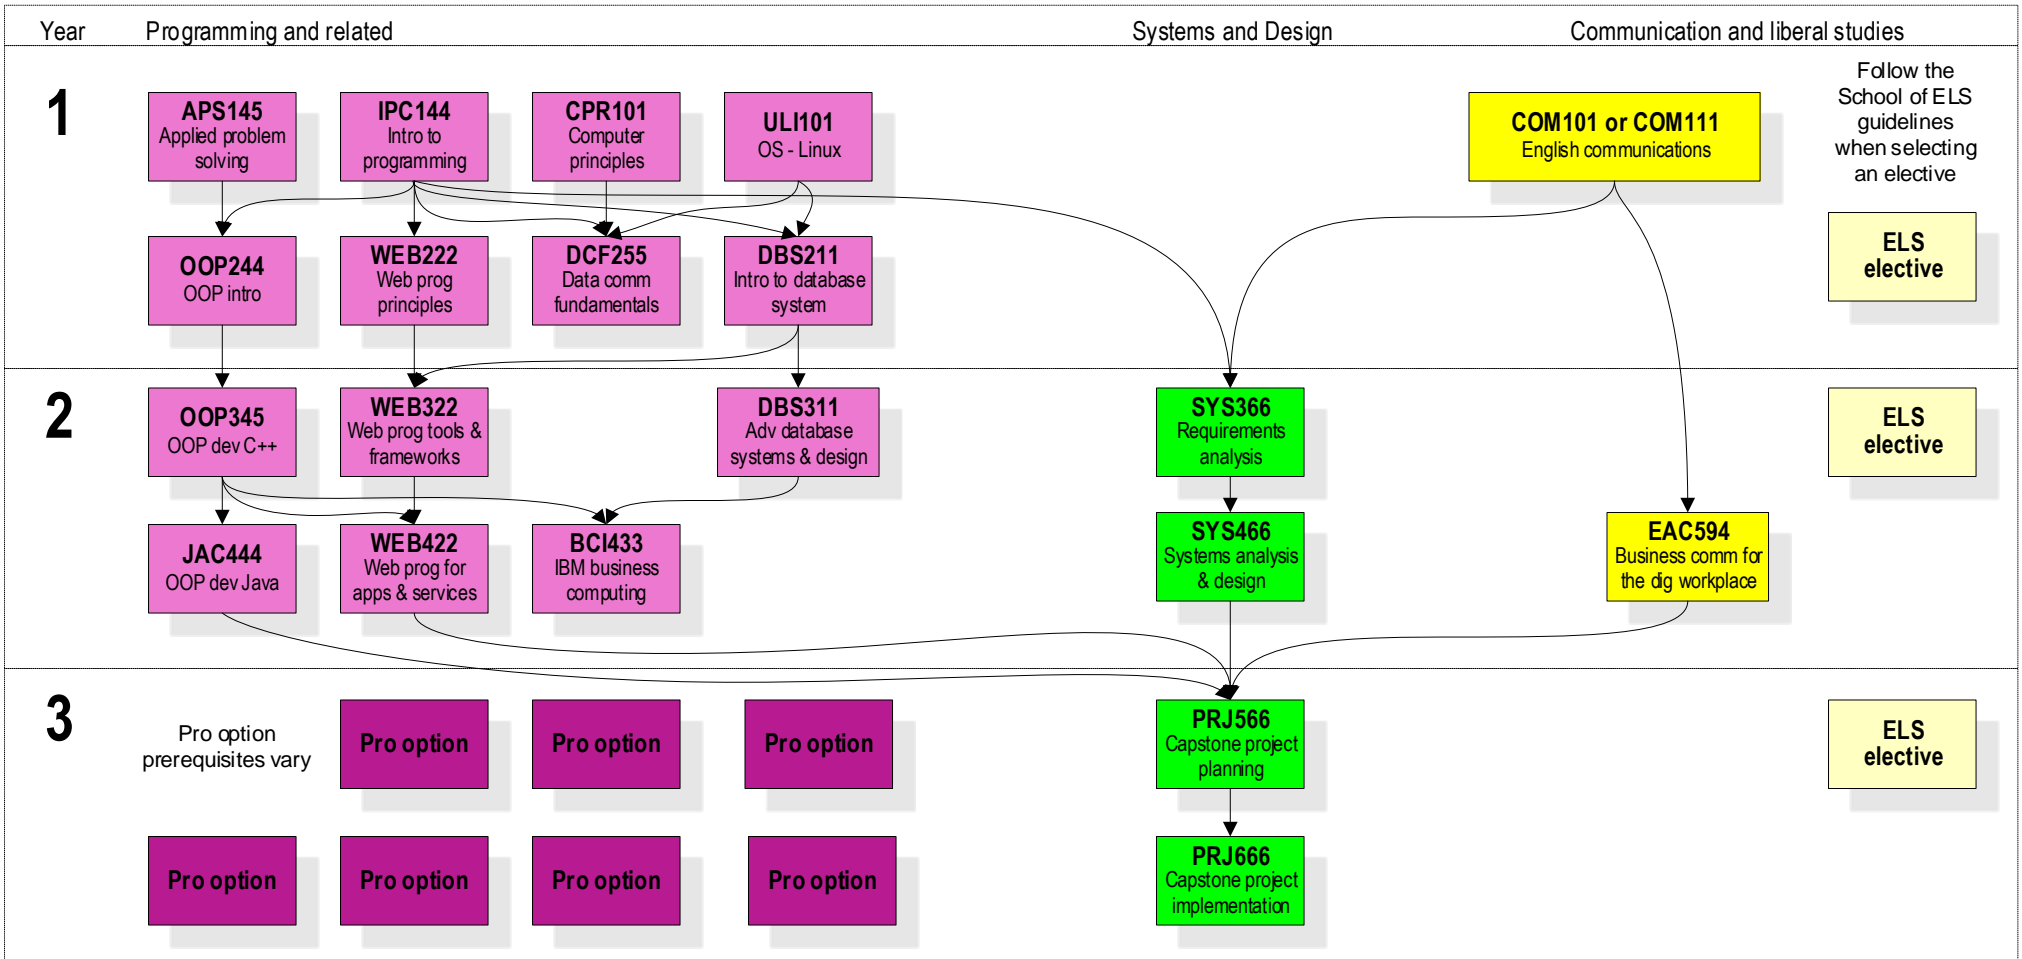 Year
Programming and related
Systems and Design
Communication and liberal studies
1
APS145
Applied problem
solving
IPC144
Intro to
programming
CPR101
Computer
principles
ULI101
OS - Linux
COM101 or COM111
English communications
Follow the
School of ELS
guidelines
when selecting
an elective
OOP244
OOP intro
WEB222
Web prog
principles
DCF255
Data comm
fundamentals
DBS211
Intro to database
system
ELS
elective
2
OOP345
OOP dev C++
WEB322
Web prog tools &
frameworks
DBS311
Adv database
systems & design
SYS366
Requirements
analysis
ELS
elective
JAC444
OOP dev Java
WEB422
Web prog for
apps & services
BCI433
IBM business
computing
SYS466
Systems analysis
& design
EAC594
Business comm for
the dig workplace
3
Pro option
prerequisites vary
Pro option
Pro option
Pro option
PRJ566
Capstone project
planning
ELS
elective
Pro option
Pro option
Pro option
Pro option
PRJ666
Capstone project
implementation